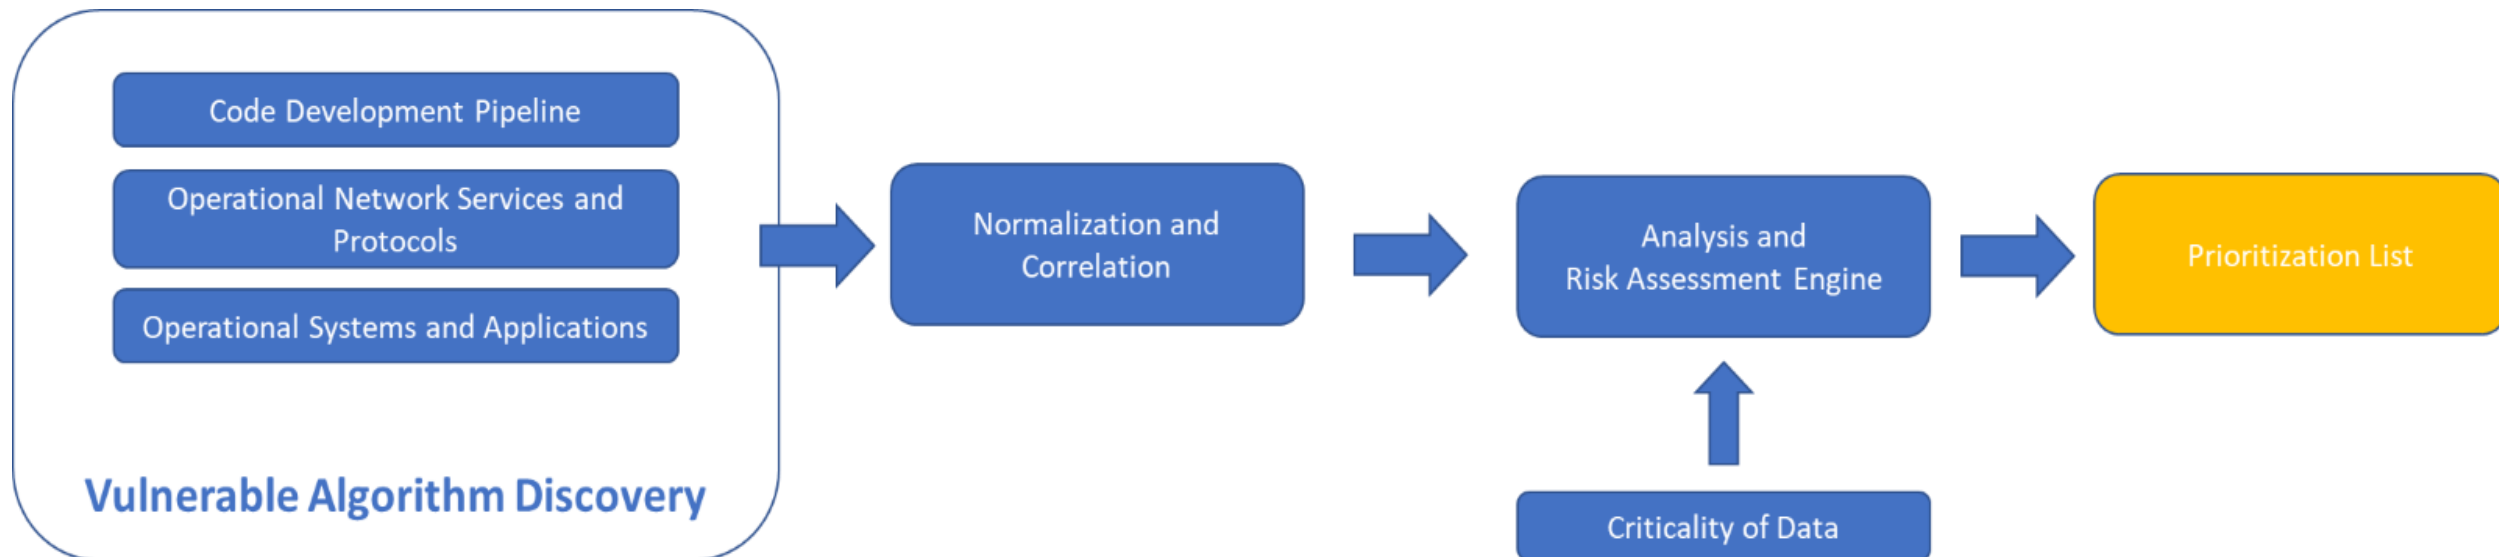 Code Development Pipeline
Operational Network Services and
Protocols
Operational Systems and Applications
Vulnerable Algorithm Discovery
Normalization and
Correlation
Analysis and
Risk Assessment Engine
Criticality of Data
Prioritization List